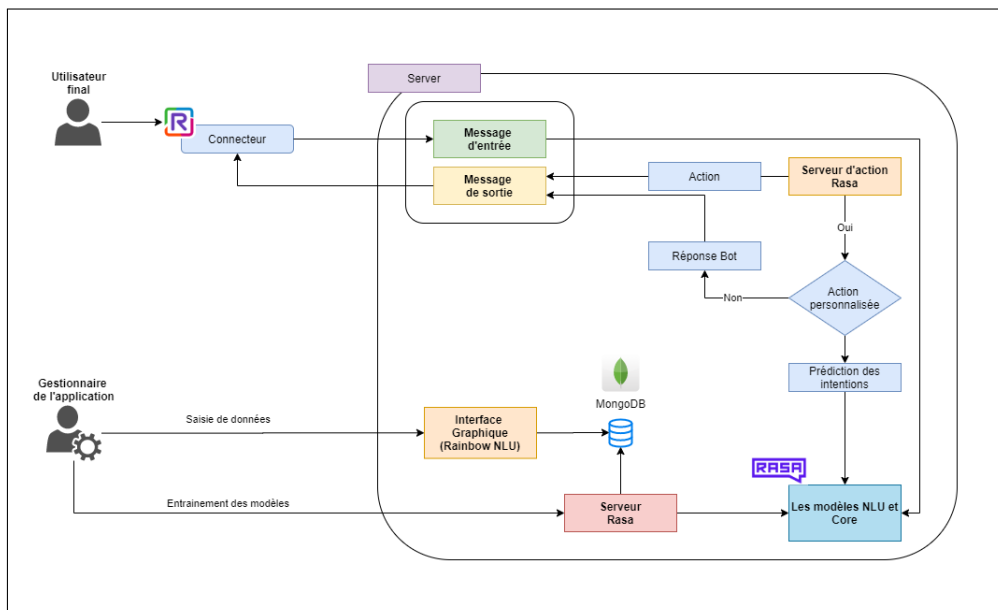 Utilisateur
final
Server
Connecteur
Message
d'entrée
Message
de sortie
Action
Serveur d'action
Rasa
Oui
Réponse Bot
Action
personnalisée
Non
Prédiction des
intentions
Gestionnaire
de l'application
Saisie de données
Interface
Graphique
(Rainbow NLU)
MongoDB
Entrainement des modèles
Serveur
Rasa
RASA
Les modèles NLU et
Core